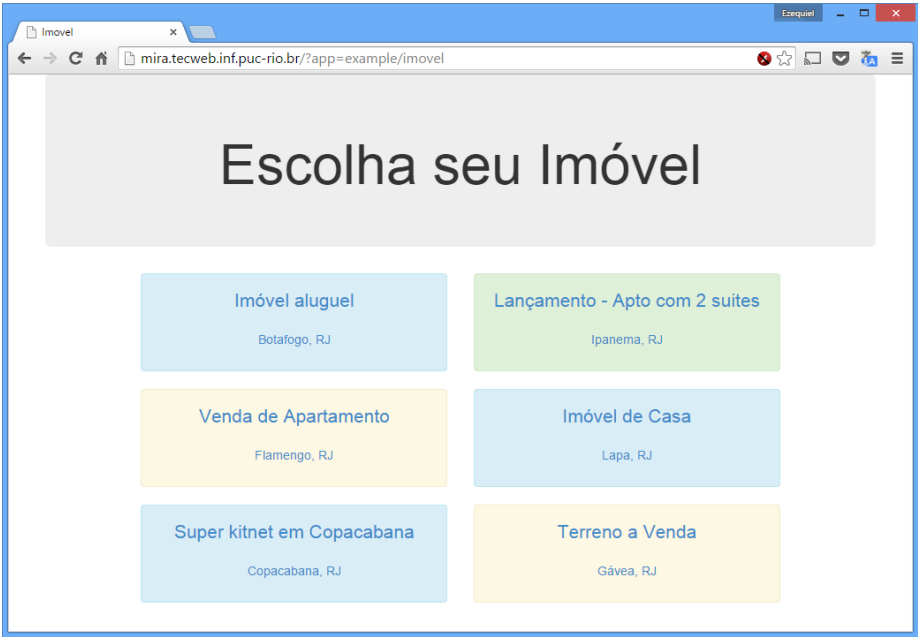 Ezequiel
Imovel
mira.tecweb.inf.puc-rio.br/?app=example/imovel
Escolha seu Imóvel
Imóvel aluguel
Botafogo, RJ
Lançamento - Apto com 2 suites
Ipanema, RJ
Venda de Apartamento
Flamengo, RJ
Imóvel de Casa
Lapa, RJ
Super kitnet em Copacabana
Copacabana, RJ
Terreno a Venda
Gávea, RJ